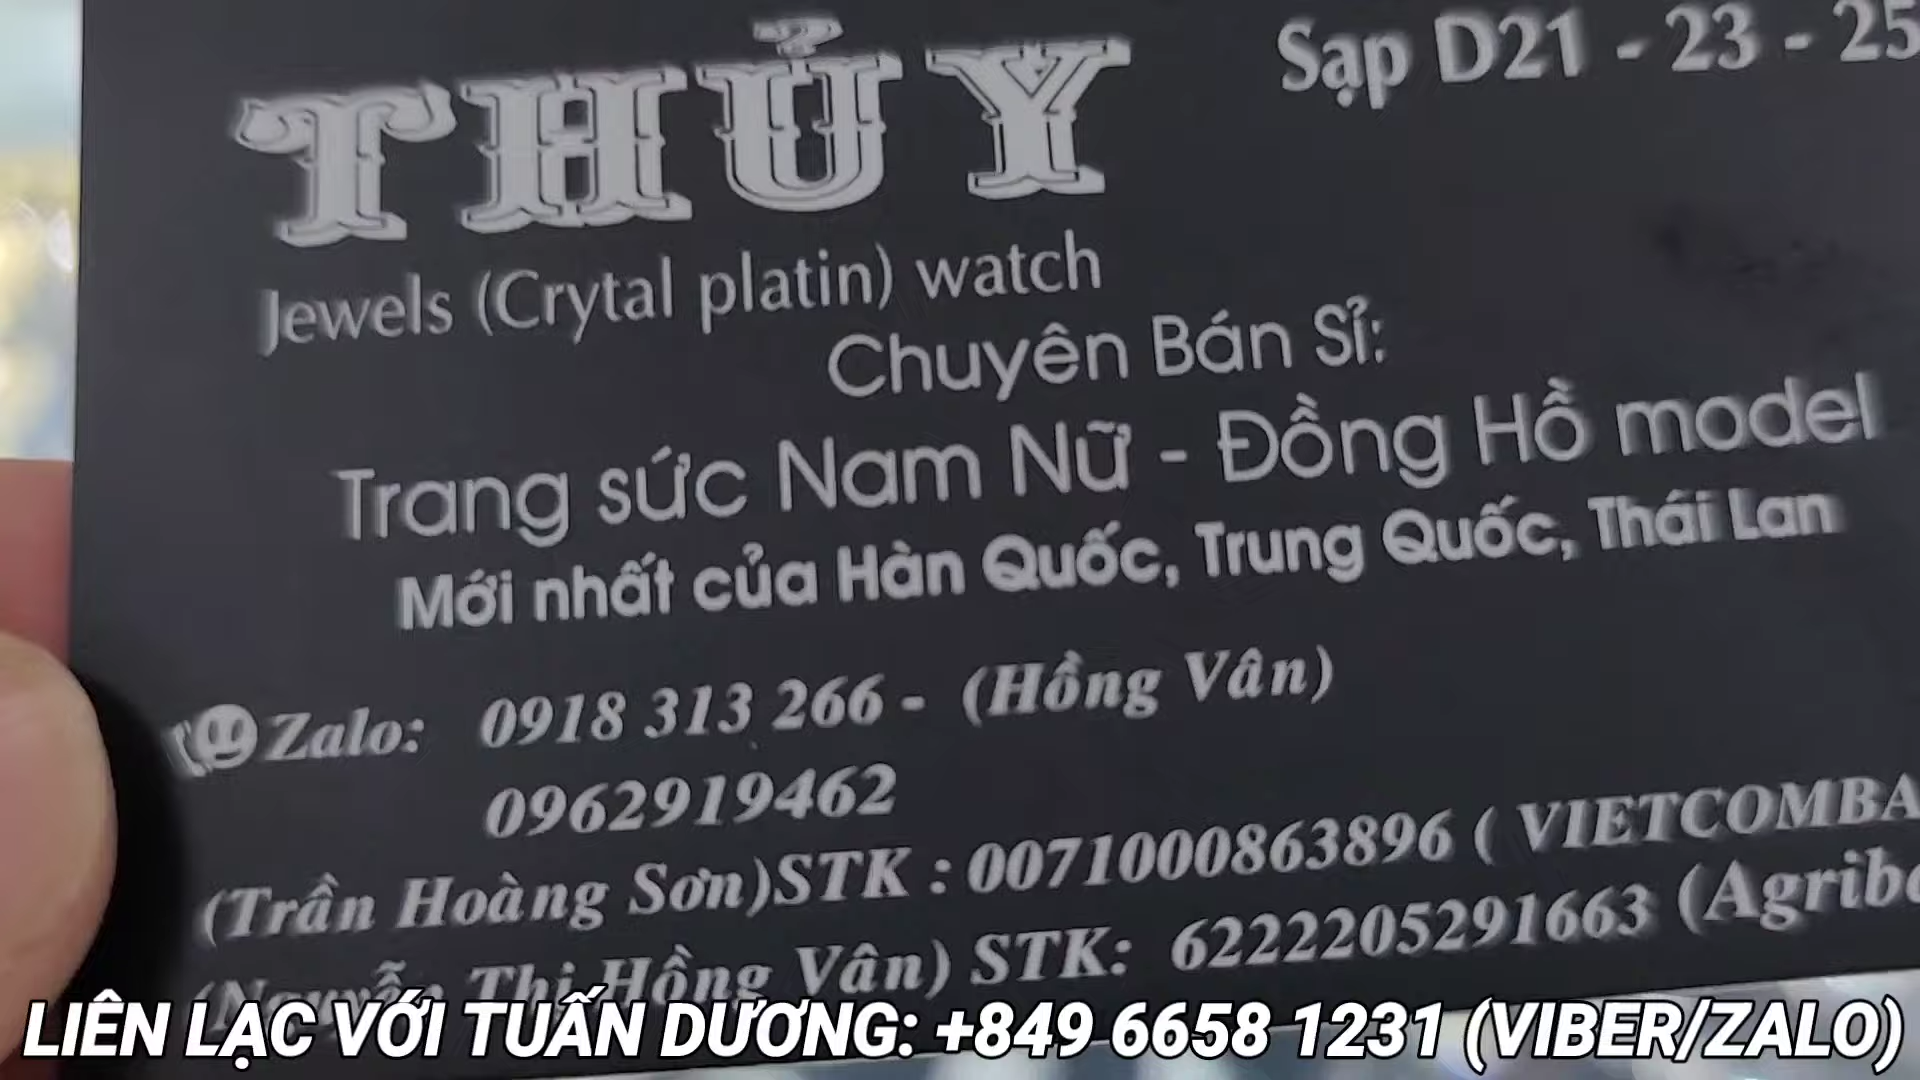 THỦY
Sạp D21 - 23 - 25
Jewels (Crytal platin) watch
Chuyên Bán Sỉ:
Trang sức Nam Nữ - Đồng Hồ model
Mới nhất của Hàn Quốc, Trung Quốc, Thái Lan
Zalo: 0918 313 266 - (Hồng Vân)
0962919462
(Trần Hoàng Sơn)STK : 0071000863896 ( VIETCOMBA
Thị Hồng Vân) STK: 6222205291663 (Agriba
LIÊN LẠC VỚI TUẤN DƯƠNG: +849 6658 1231 (VIBER/ZALO)